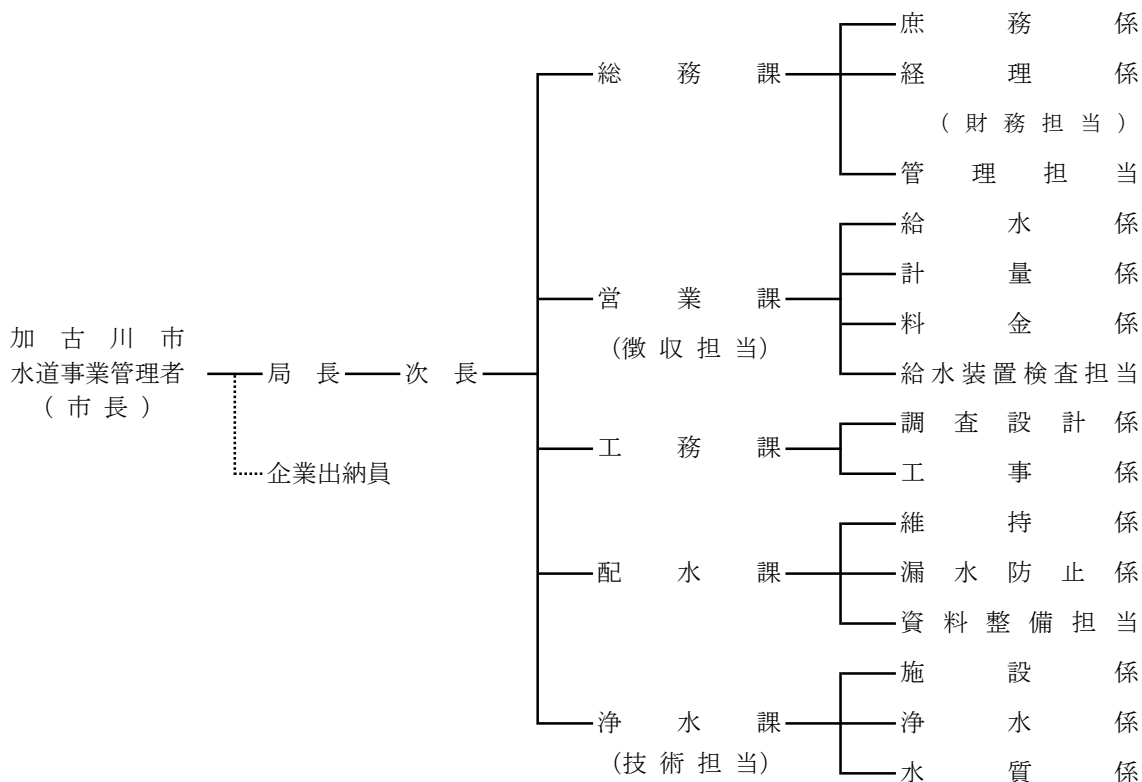 加古川市
水道事業管理者
(市長)
局長
次長
企業出納員
総務課
庶務係
経理係
(財務担当)
管理担当
営業課
(徴収担当)
給水係
計量係
料金係
給水装置検査担当
工務課
調査設計係
工事係
配水課
維持係
漏水防止係
資料整備担当
浄水課
(技術担当)
施設係
浄水係
水質係